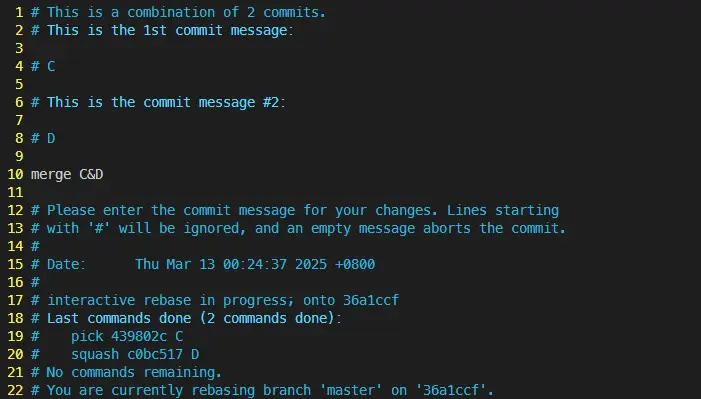 1 # This is a combination of 2 commits.
2 # This is the 1st commit message:
3
4 # C
5
6 # This is the commit message #2:
7
8 # D
9
10 merge C&D
11
12 # Please enter the commit message for your changes. Lines starting
13 # with '#' will be ignored, and an empty message aborts the commit.
14 #
15 # Date:      Thu Mar 13 00:24:37 2025 +0800
16 #
17 # interactive rebase in progress; onto 36a1ccf
18 # Last commands done (2 commands done):
19 #    pick 439802c C
20 #    squash c0bc517 D
21 # No commands remaining.
22 # You are currently rebasing branch 'master' on '36a1ccf'.